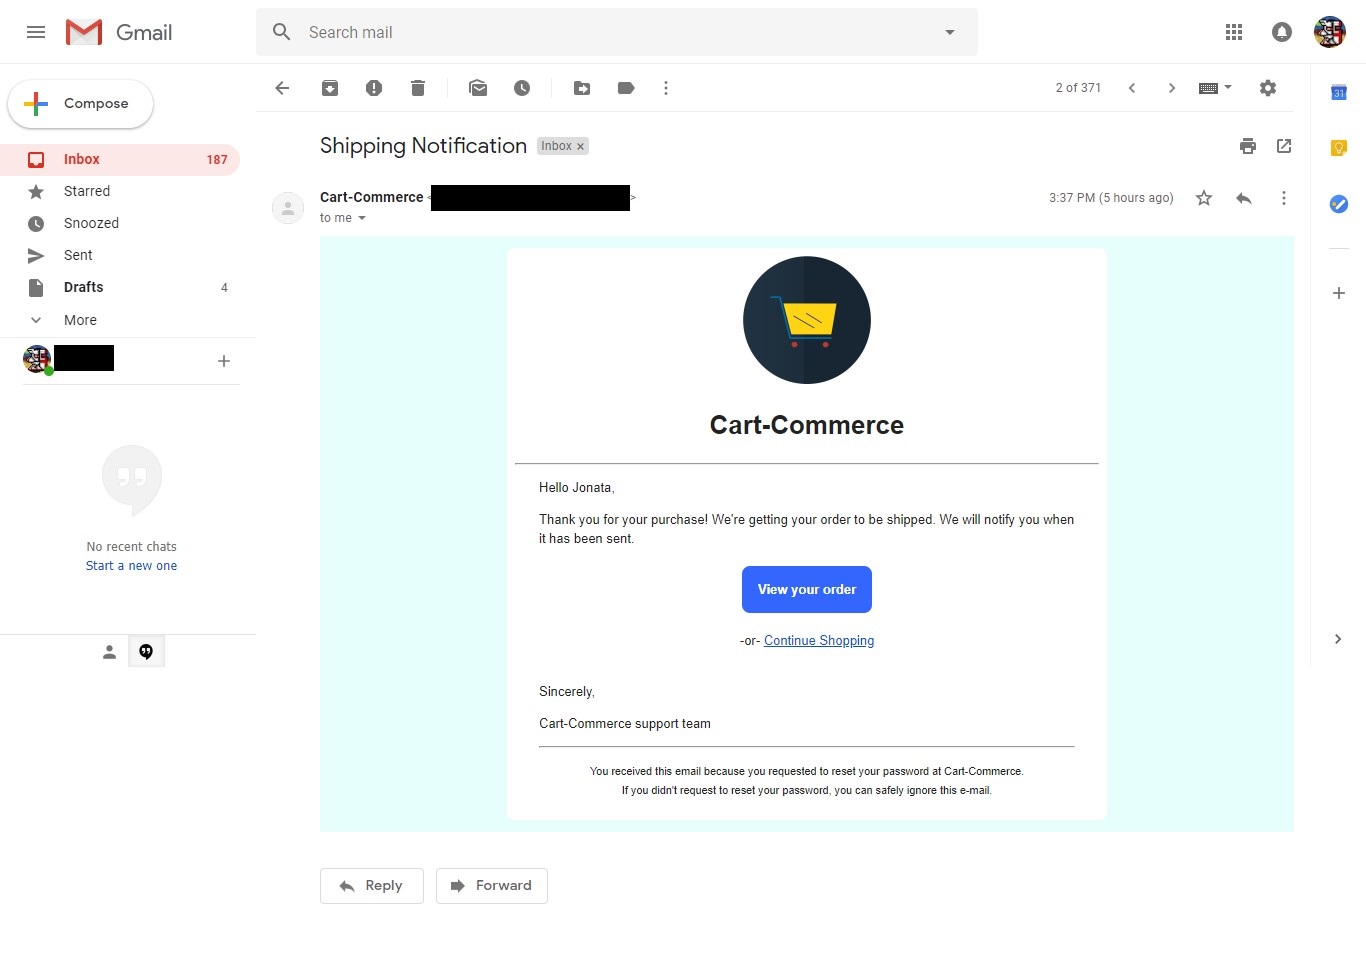 Gmail
Search mail
Compose
2 of 371
Inbox 187
Starred
Snoozed
Sent
Drafts 4
More
No recent chats
Start a new one
Shipping Notification Inbox ×
Cart-Commerce < >
3:37 PM (5 hours ago)
to me
Cart-Commerce
Hello Jonata,
Thank you for your purchase! We're getting your order to be shipped. We will notify you when
it has been sent.
View your order
-or- Continue Shopping
Sincerely,
Cart-Commerce support team
You received this email because you requested to reset your password at Cart-Commerce.
If you didn't request to reset your password, you can safely ignore this e-mail.
Reply
Forward
31